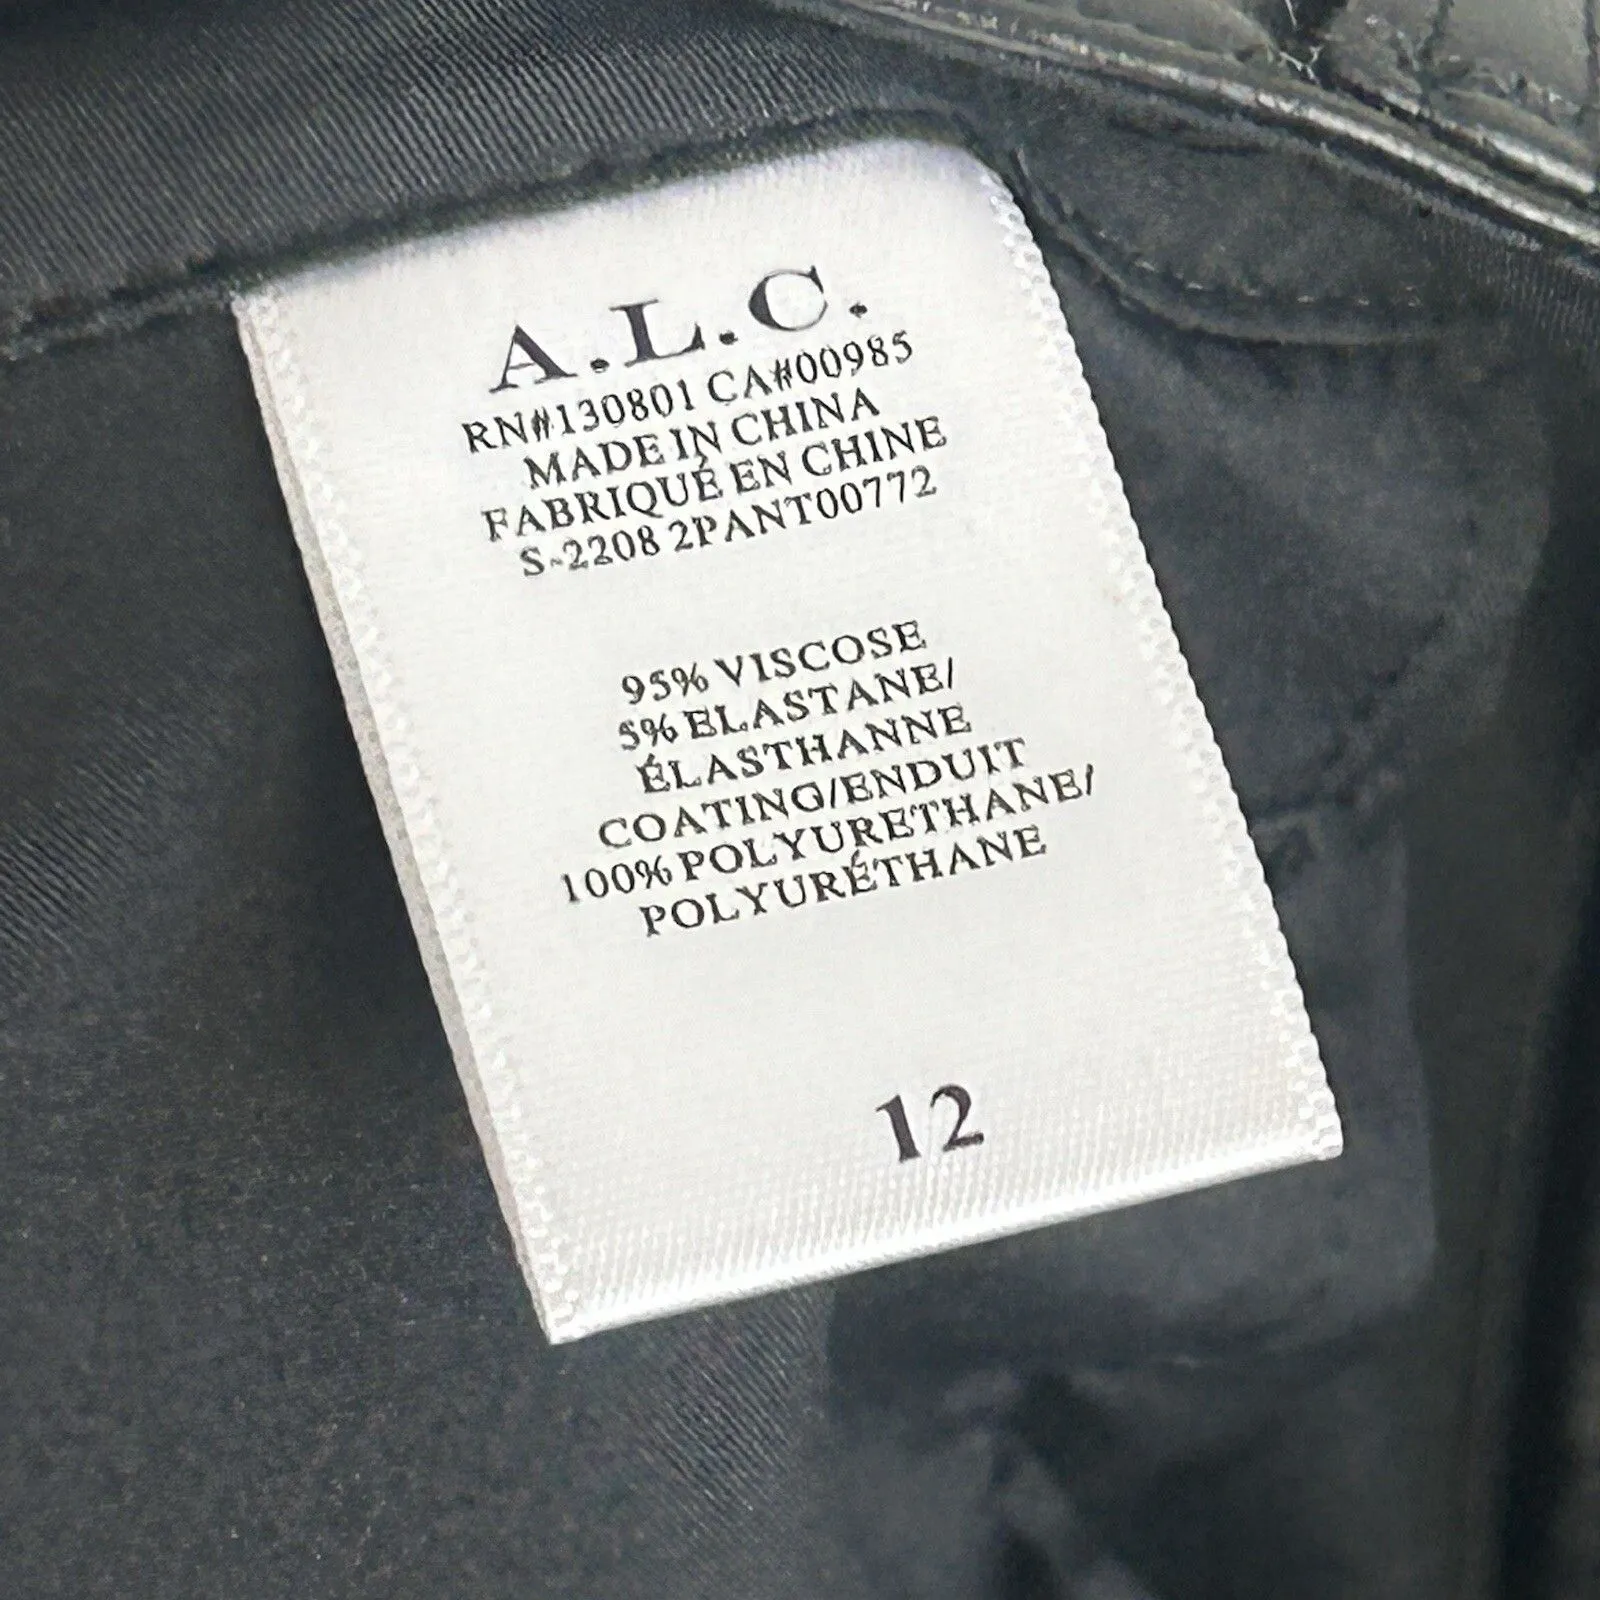 A.L.C.
RN#130801 CA#00985
MADE IN CHINA
FABRIQUÉ EN CHINE
S-2208 2PANT00772
95% VISCOSE
5% ELASTANE/
ÉLASTHANNE
COATING/ENDUIT
100% POLYURETHANE/
POLYURÉTHANE
12